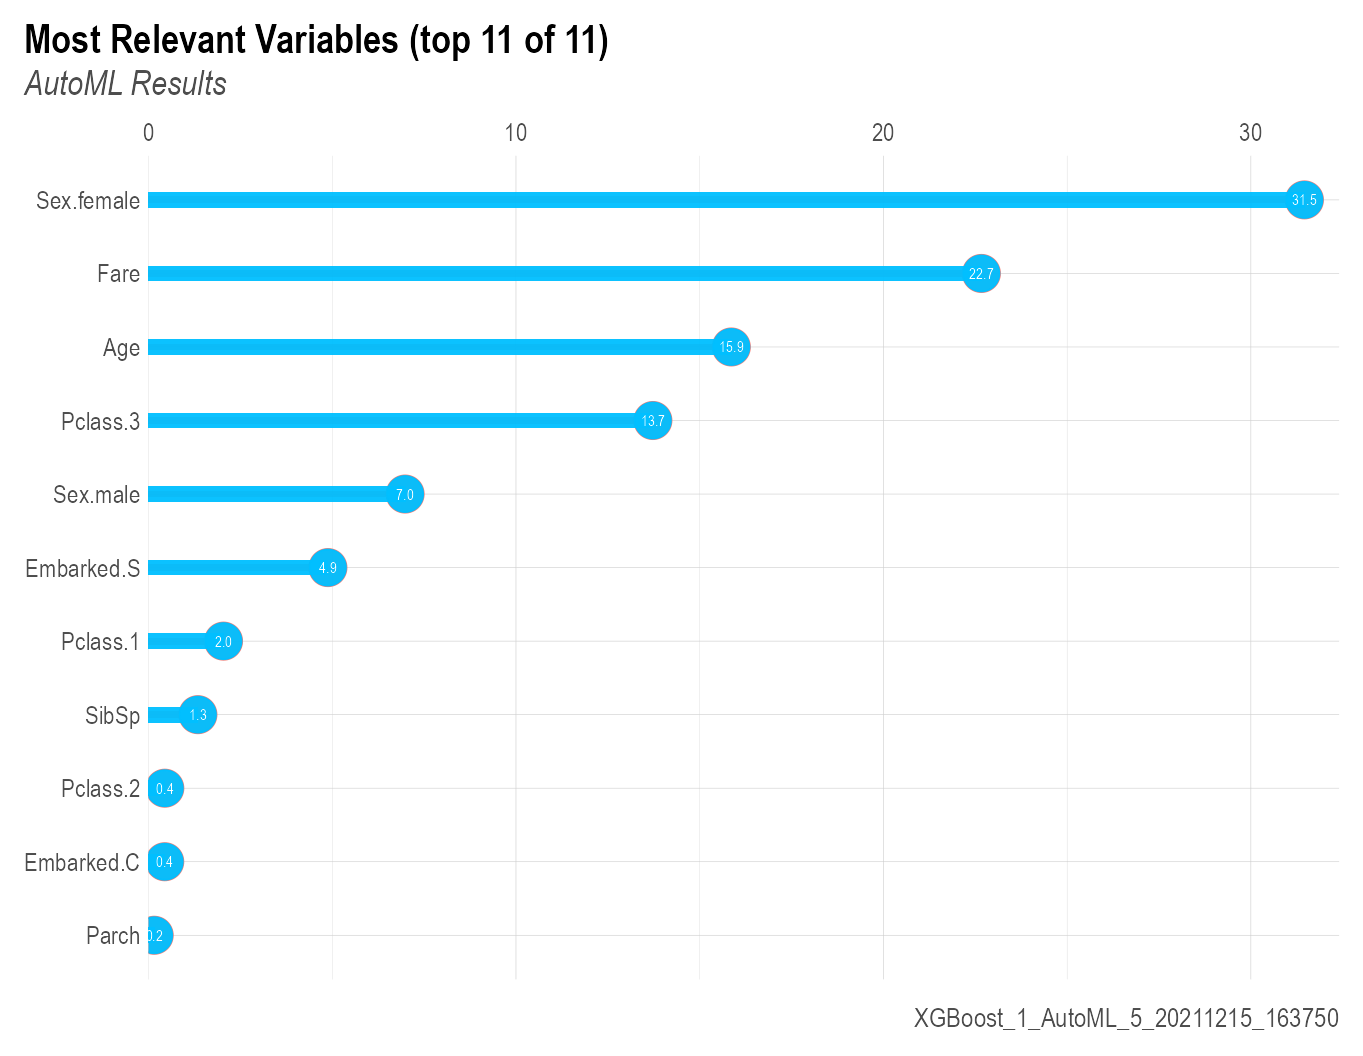 Most Relevant Variables (top 11 of 11)
AutoML Results
0 10 20 30
Sex.female 31.5
Fare 22.7
Age 15.9
Pclass.3 13.7
Sex.male 7.0
Embarked.S 4.9
Pclass.1 2.0
SibSp 1.3
Pclass.2 0.4
Embarked.C 0.4
Parch 0.2
XGBoost_1_AutoML_5_20211215_163750